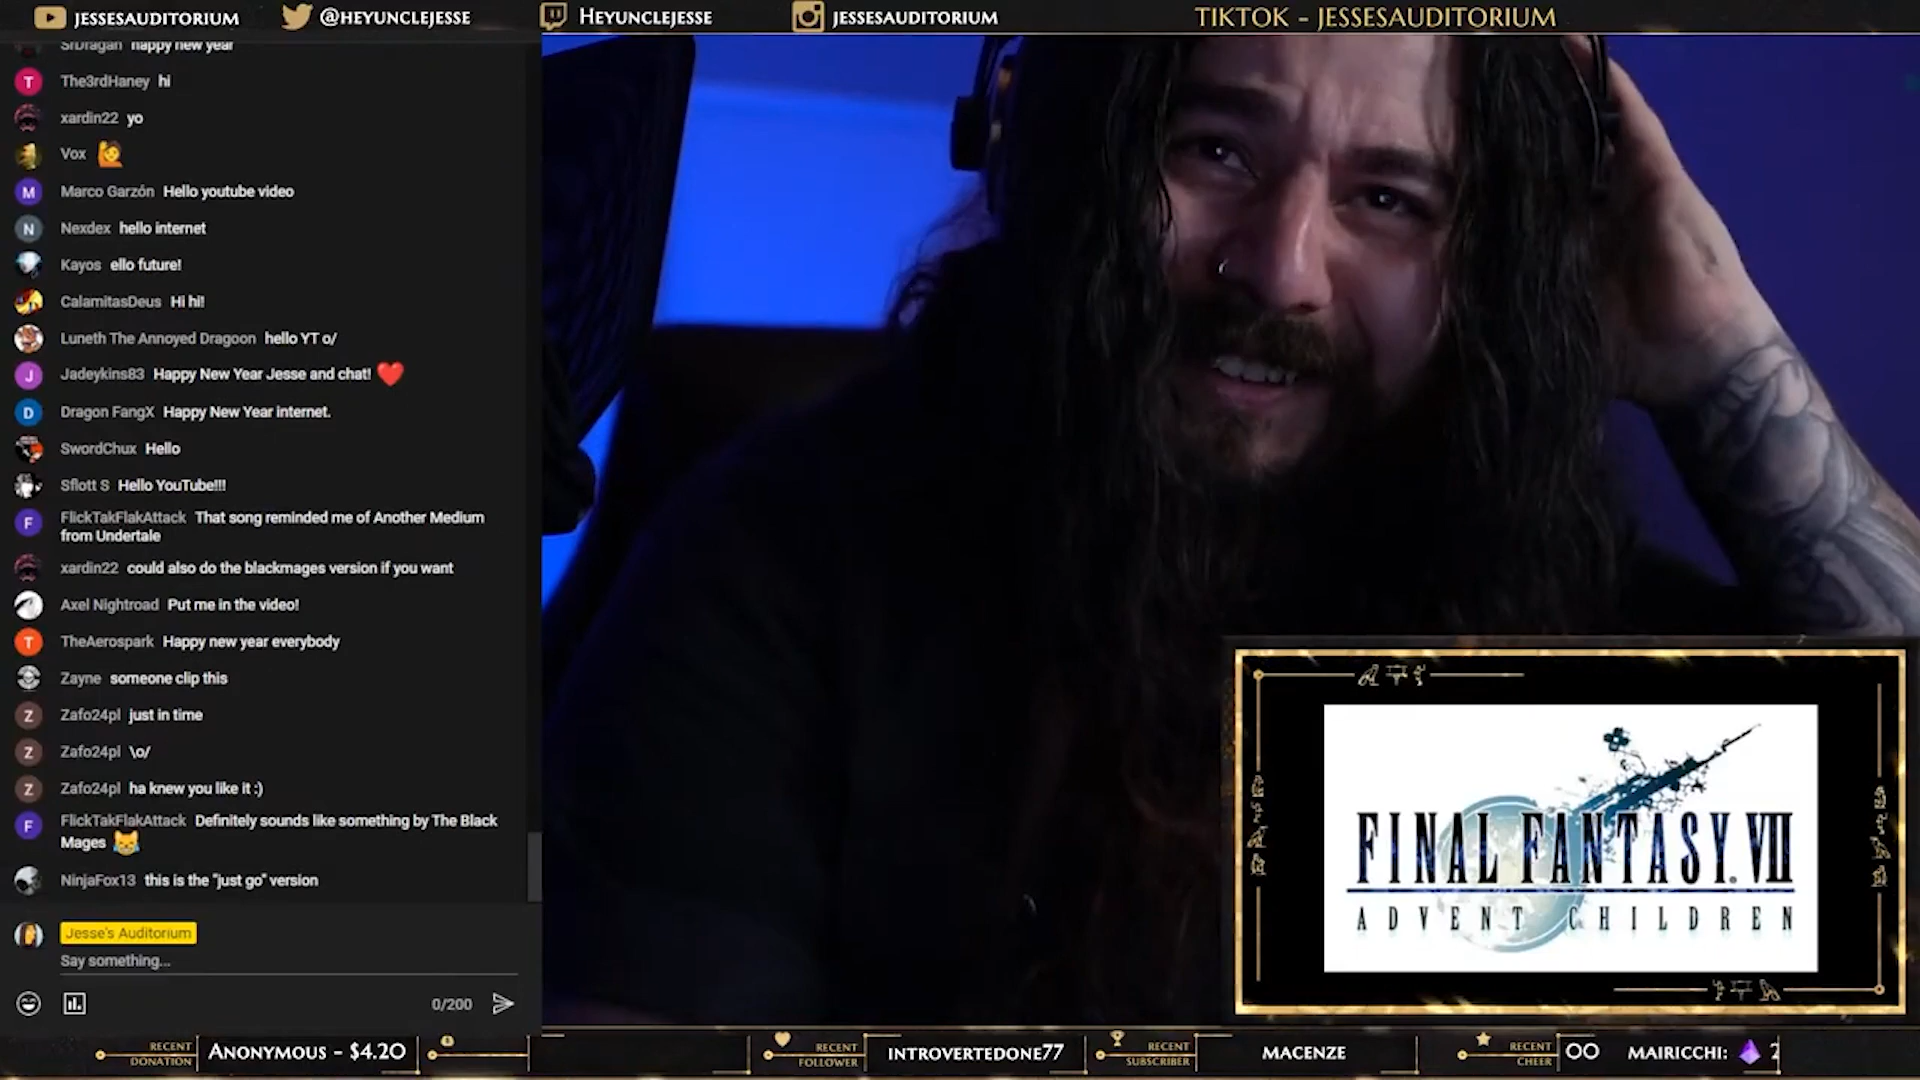 JESSESAUDITORIUM
@HEYUNCLEJESSE
HEYUNCLEJESSE
JESSESAUDITORIUM
TIKTOK - JESSESAUDITORIUM
SrDragan happy new year
T The3rdHaney hi
xardin22 yo
Vox
M Marco Garzón Hello youtube video
N Nexdex hello internet
Kayos ello future!
CalamitasDeus Hi hi!
Luneth The Annoyed Dragoon hello YT o/
J Jadeykins83 Happy New Year Jesse and chat!
D Dragon FangX Happy New Year internet.
SwordChux Hello
Sflott S Hello YouTube!!!
F FlickTakFlakAttack That song reminded me of Another Medium
from Undertale
xardin22 could also do the blackmages version if you want
Axel Nightroad Put me in the video!
T TheAerospark Happy new year everybody
Zayne someone clip this
Z Zafo24pl just in time
Z Zafo24pl \o/
Z Zafo24pl ha knew you like it :)
F FlickTakFlakAttack Definitely sounds like something by The Black
Mages
NinjaFox13 this is the "just go" version
Jesse's Auditorium
Say something...
0/200
FINAL FANTASY. VII
ADVENT CHILDREN
RECENT
DONATION
ANONYMOUS - $4.20
RECENT
FOLLOWER
INTROVERTEDONE77
RECENT
SUBSCRIBER
MACENZE
RECENT
CHEER
OO MAIRICCHI: 2